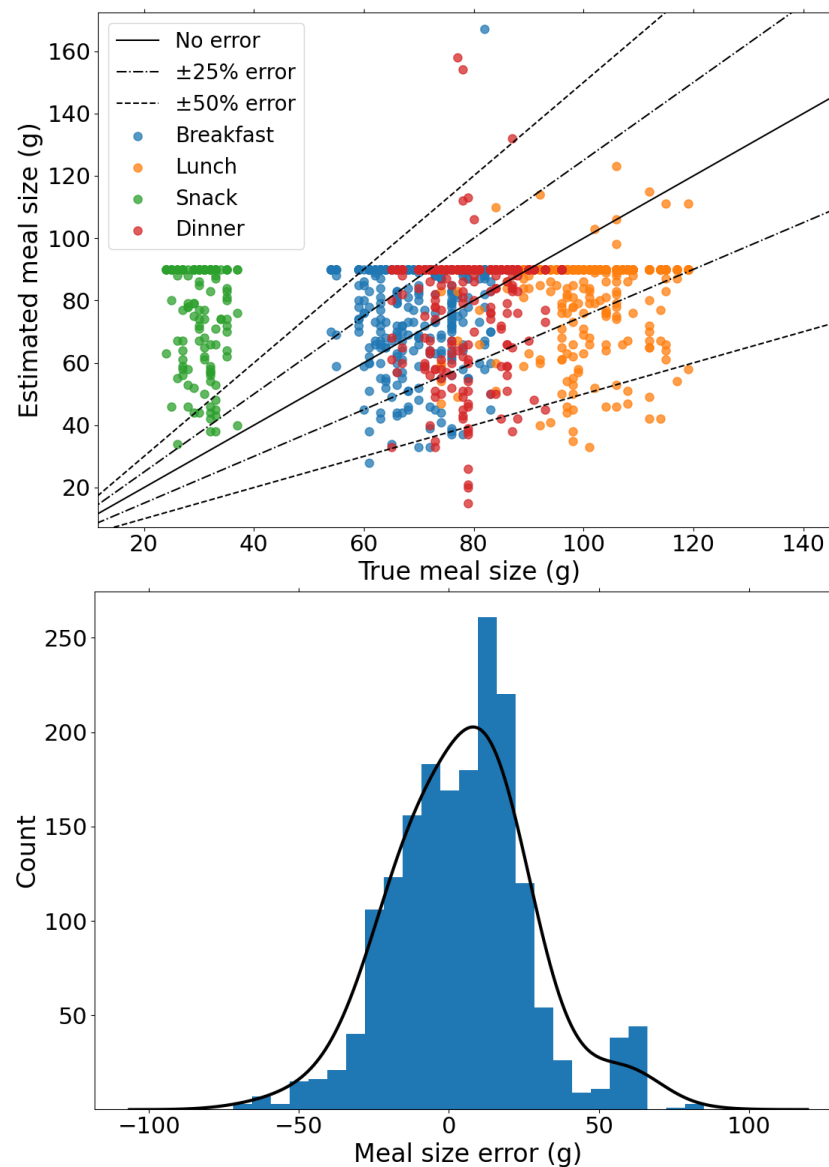 No error
±25% error
±50% error
Breakfast
Lunch
Snack
Dinner
Estimated meal size (g)
160
140
120
100
80
60
40
20
20 40 60 80 100 120 140
True meal size (g)
Count
250
200
150
100
50
−100 −50 0 50 100
Meal size error (g)